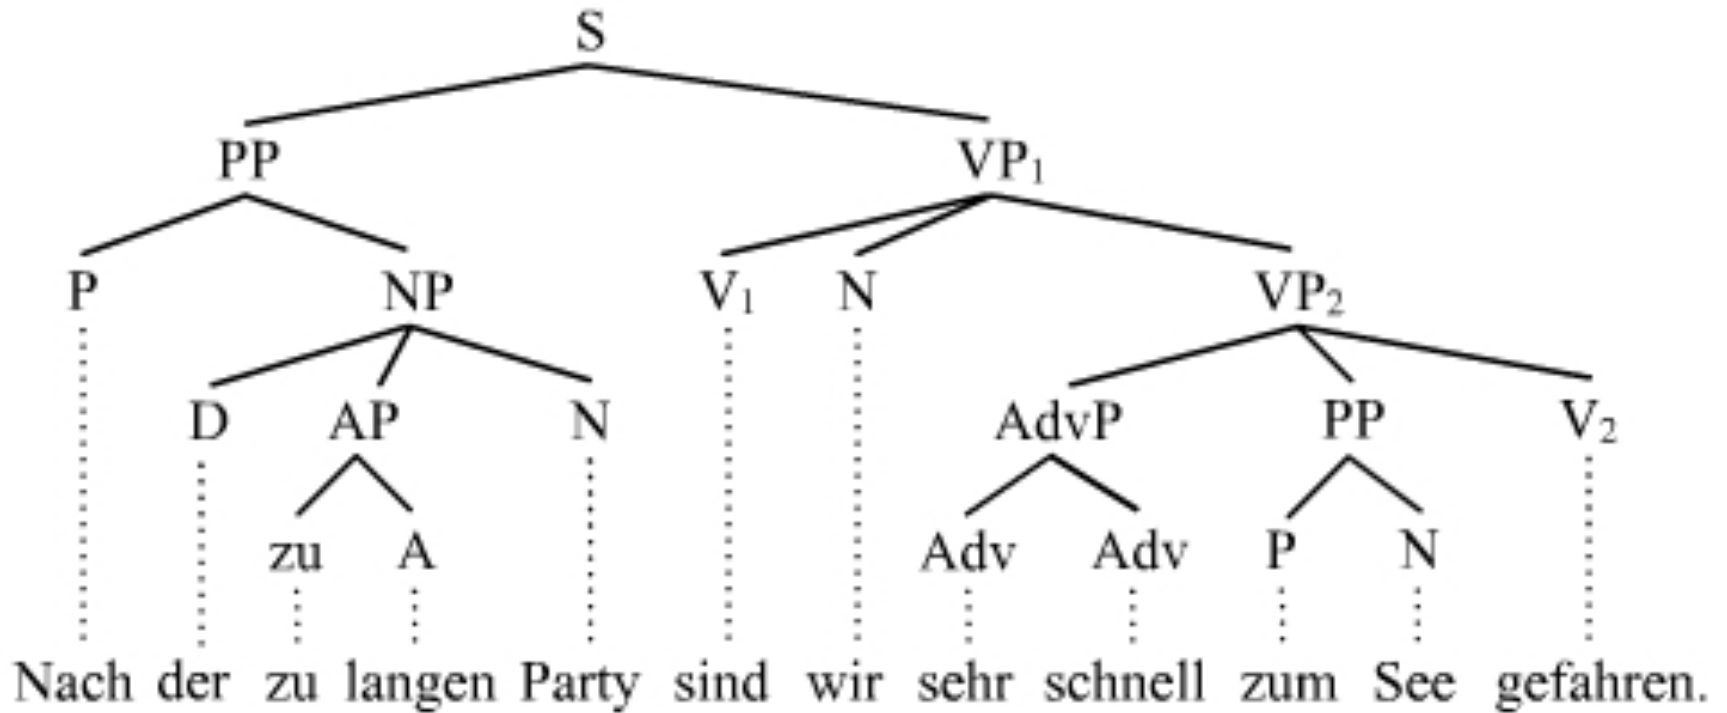 S
PP VP₁
P NP V₁ N VP₂
D AP N AdvP PP V₂
zu A Adv Adv P N
Nach der zu langen Party sind wir sehr schnell zum See gefahren.